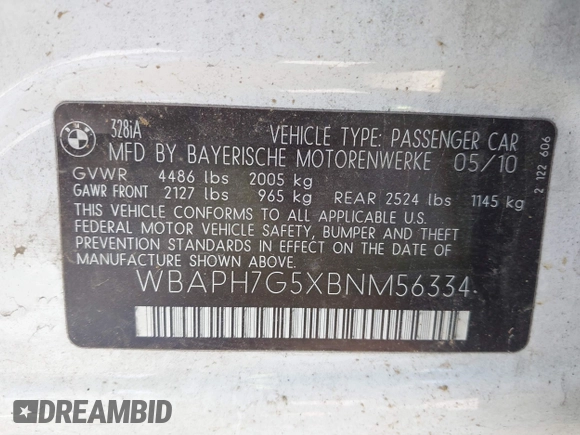 BMW
328iA
VEHICLE TYPE: PASSENGER CAR
MFD BY BAYERISCHE MOTORENWERKE 05/10
GVWR 4486 lbs 2005 kg
GAWR FRONT 2127 lbs 965 kg REAR 2524 lbs 1145 kg
THIS VEHICLE CONFORMS TO ALL APPLICABLE U.S.
FEDERAL MOTOR VEHICLE SAFETY, BUMPER AND THEFT
PREVENTION STANDARDS IN EFFECT ON THE DATE OF
MANUFACTURE SHOWN ABOVE.
WBAPH7G5XBNM56334
2 122 606
DREAMBID